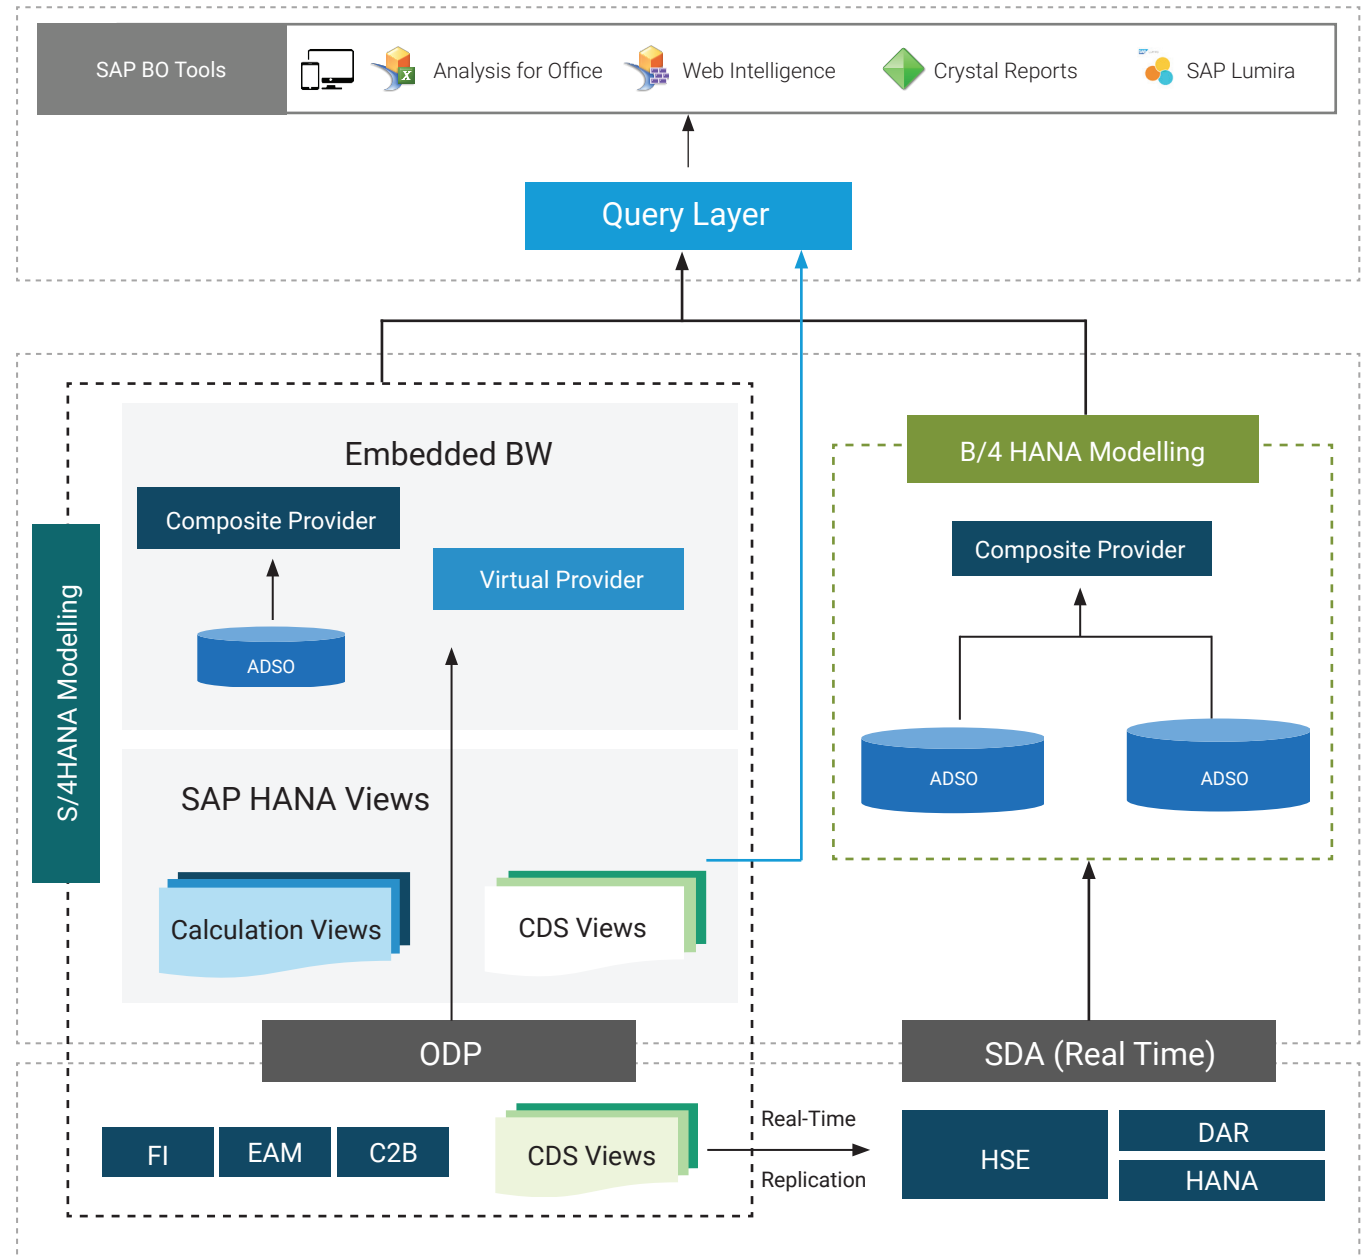 SAP BO Tools
Analysis for Office
Web Intelligence
Crystal Reports
SAP Lumira
Query Layer
S/4HANA Modelling
Embedded BW
Composite Provider
Virtual Provider
ADSO
SAP HANA Views
Calculation Views
CDS Views
B/4 HANA Modelling
Composite Provider
ADSO
ADSO
ODP
SDA (Real Time)
FI
EAM
C2B
CDS Views
Real-Time
Replication
HSE
DAR
HANA